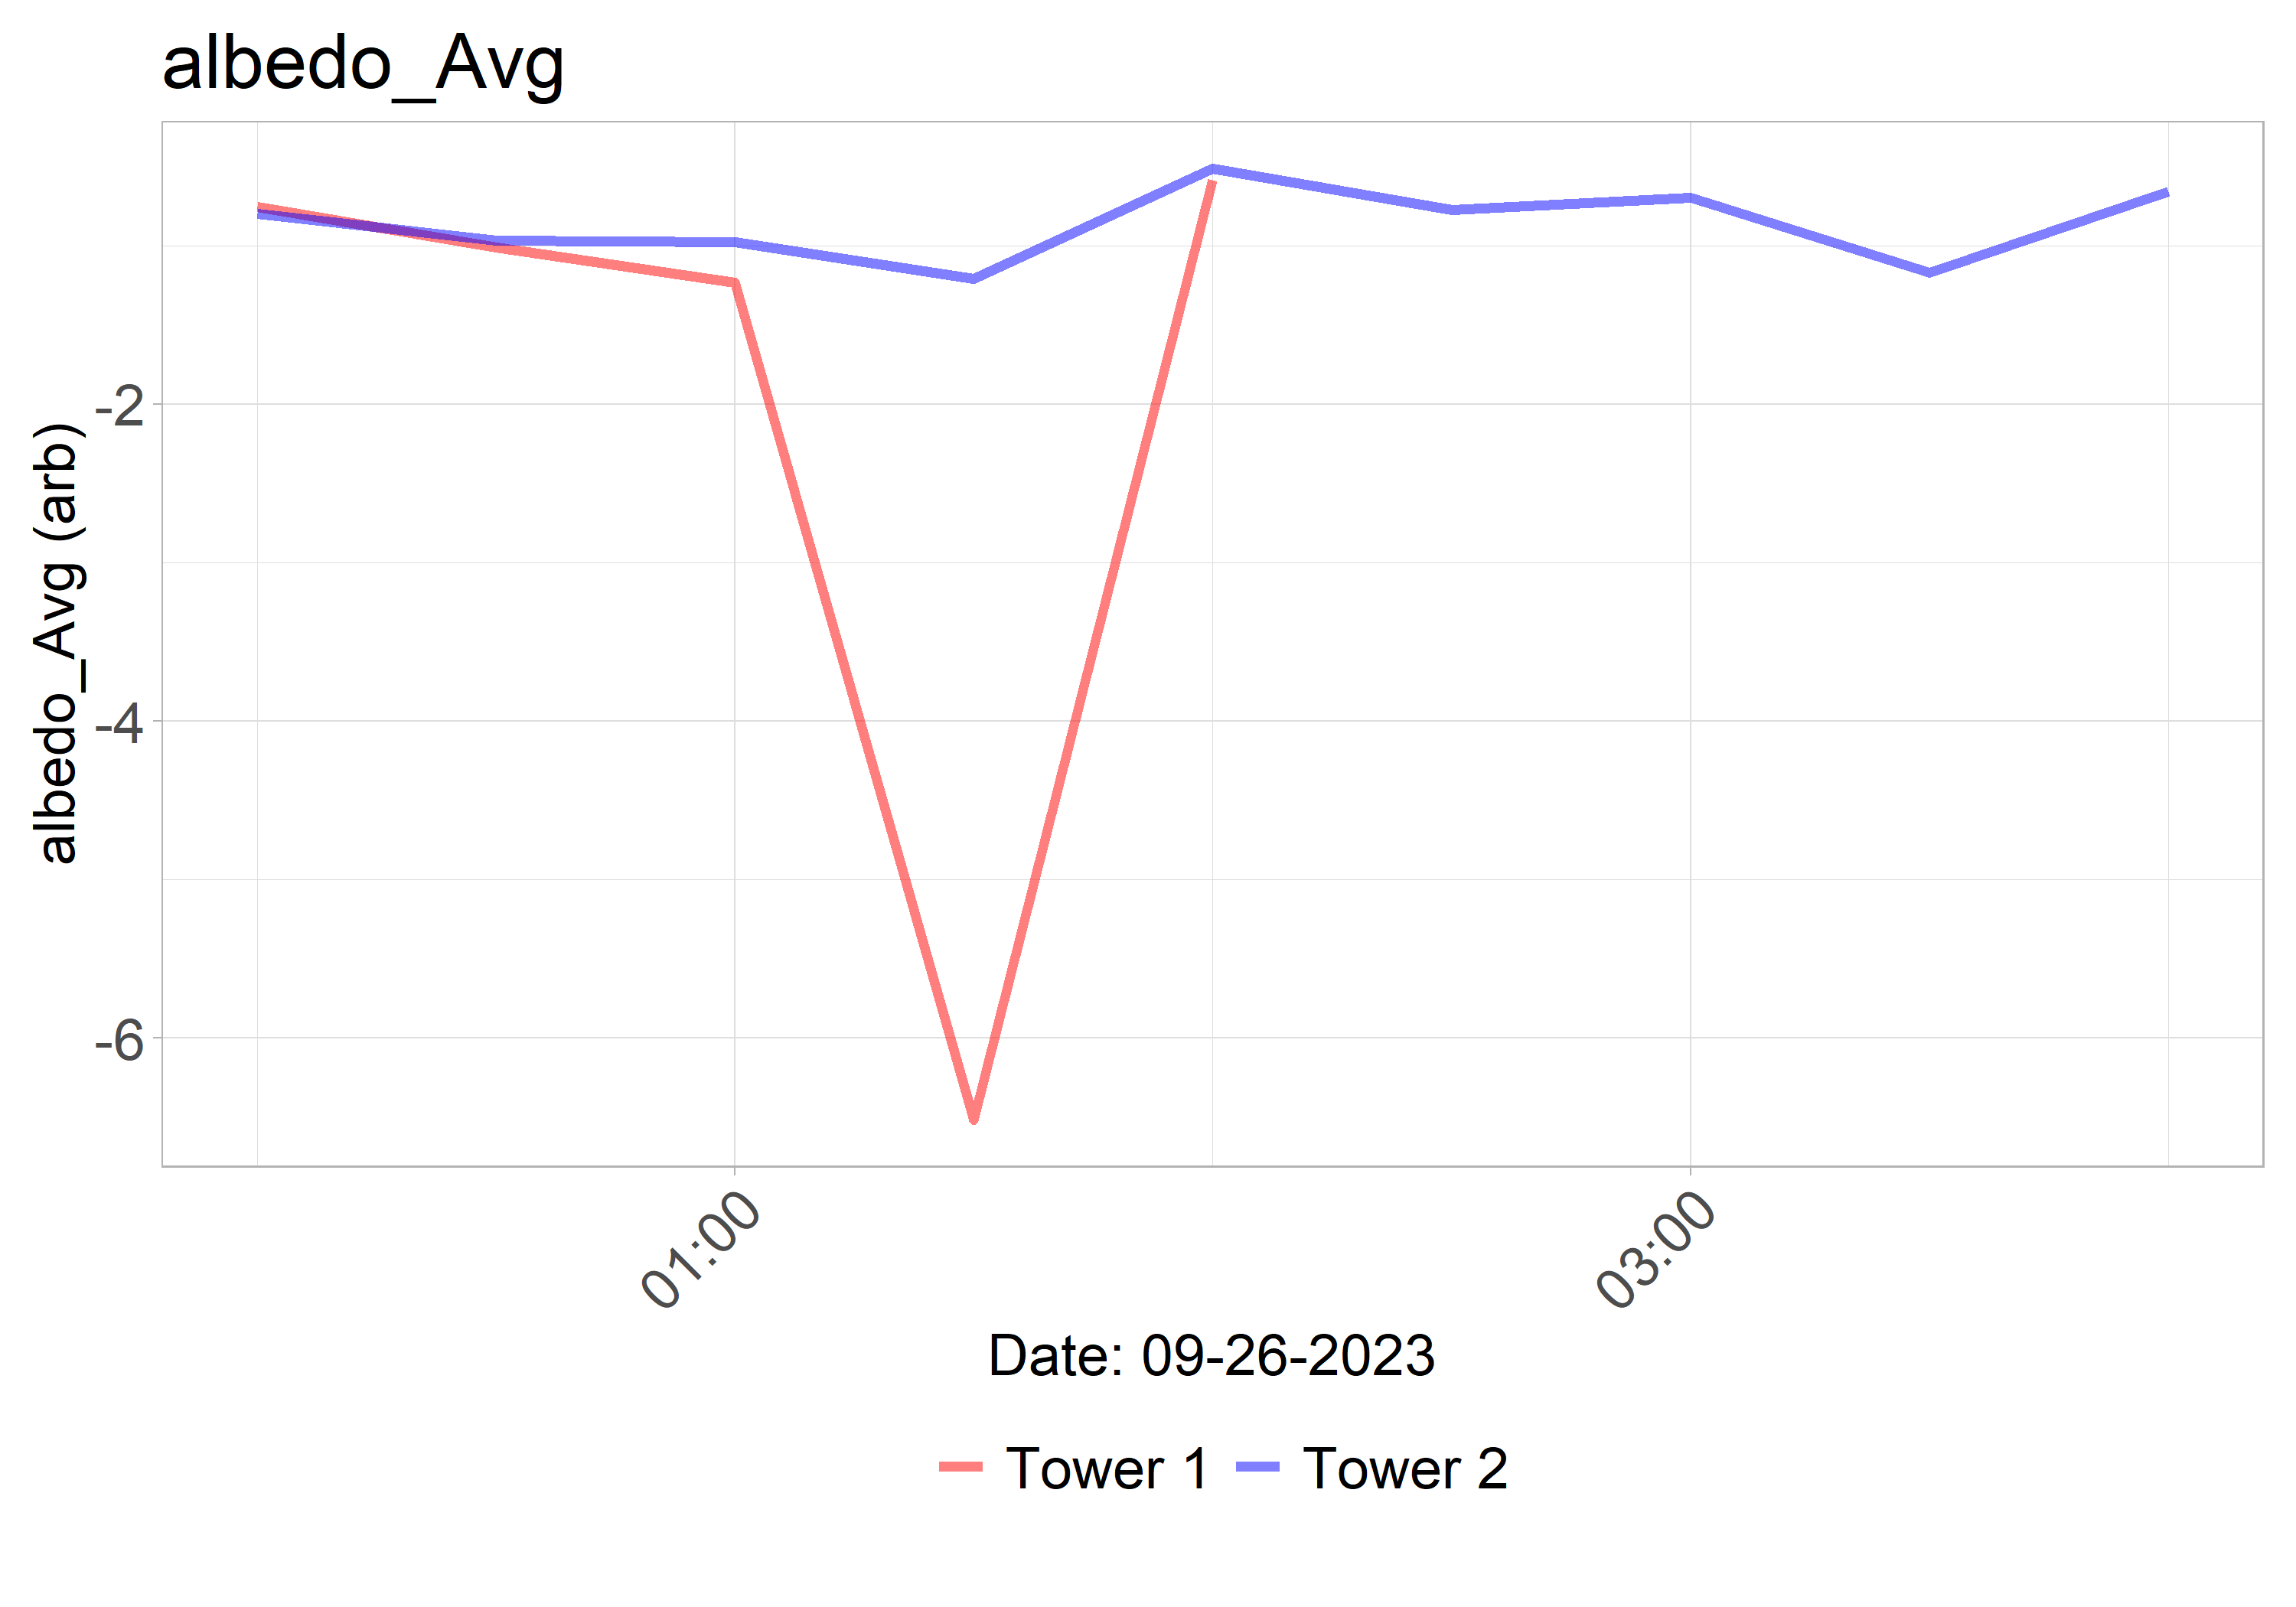 albedo_Avg
albedo_Avg (arb)
-2
-4
-6
01:00
03:00
Date: 09-26-2023
Tower 1
Tower 2